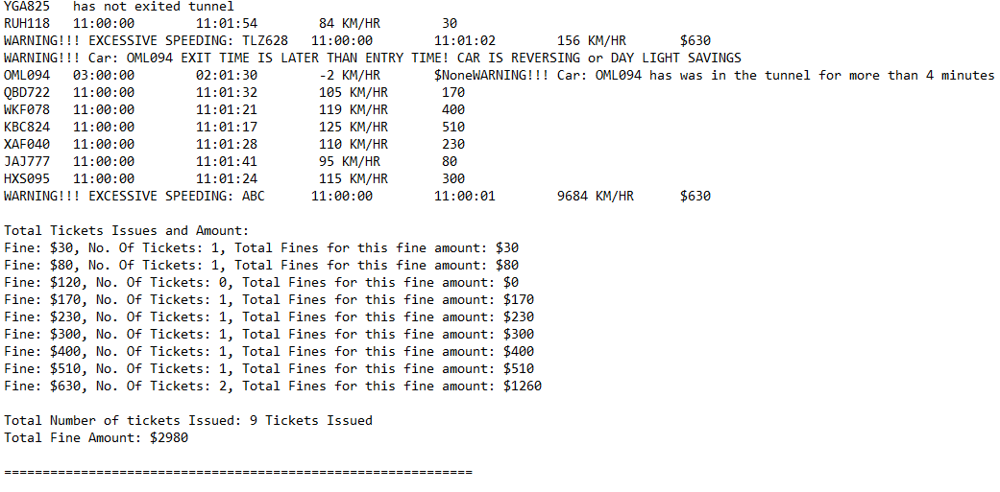 YGA825   has not exited tunnel
RUH118   11:00:00        11:01:54        84 KM/HR        30
WARNING!!! EXCESSIVE SPEEDING: TLZ628   11:00:00        11:01:02        156 KM/HR       $630
WARNING!!! Car: OML094 EXIT TIME IS LATER THAN ENTRY TIME! CAR IS REVERSING or DAY LIGHT SAVINGS
OML094   03:00:00        02:01:30        -2 KM/HR       $NoneWARNING!!! Car: OML094 has was in the tunnel for more than 4 minutes
QBD722   11:00:00        11:01:32        105 KM/HR       170
WKF078   11:00:00        11:01:21        119 KM/HR       400
KBC824   11:00:00        11:01:17        125 KM/HR       510
XAF040   11:00:00        11:01:28        110 KM/HR       230
JAJ777   11:00:00        11:01:41        95 KM/HR        80
HXS095   11:00:00        11:01:24        115 KM/HR       300
WARNING!!! EXCESSIVE SPEEDING: ABC      11:00:00        11:00:01        9684 KM/HR      $630
Total Tickets Issues and Amount:
Fine: $30, No. Of Tickets: 1, Total Fines for this fine amount: $30
Fine: $80, No. Of Tickets: 1, Total Fines for this fine amount: $80
Fine: $120, No. Of Tickets: 0, Total Fines for this fine amount: $0
Fine: $170, No. Of Tickets: 1, Total Fines for this fine amount: $170
Fine: $230, No. Of Tickets: 1, Total Fines for this fine amount: $230
Fine: $300, No. Of Tickets: 1, Total Fines for this fine amount: $300
Fine: $400, No. Of Tickets: 1, Total Fines for this fine amount: $400
Fine: $510, No. Of Tickets: 1, Total Fines for this fine amount: $510
Fine: $630, No. Of Tickets: 2, Total Fines for this fine amount: $1260
Total Number of tickets Issued: 9 Tickets Issued
Total Fine Amount: $2980
=============================================================